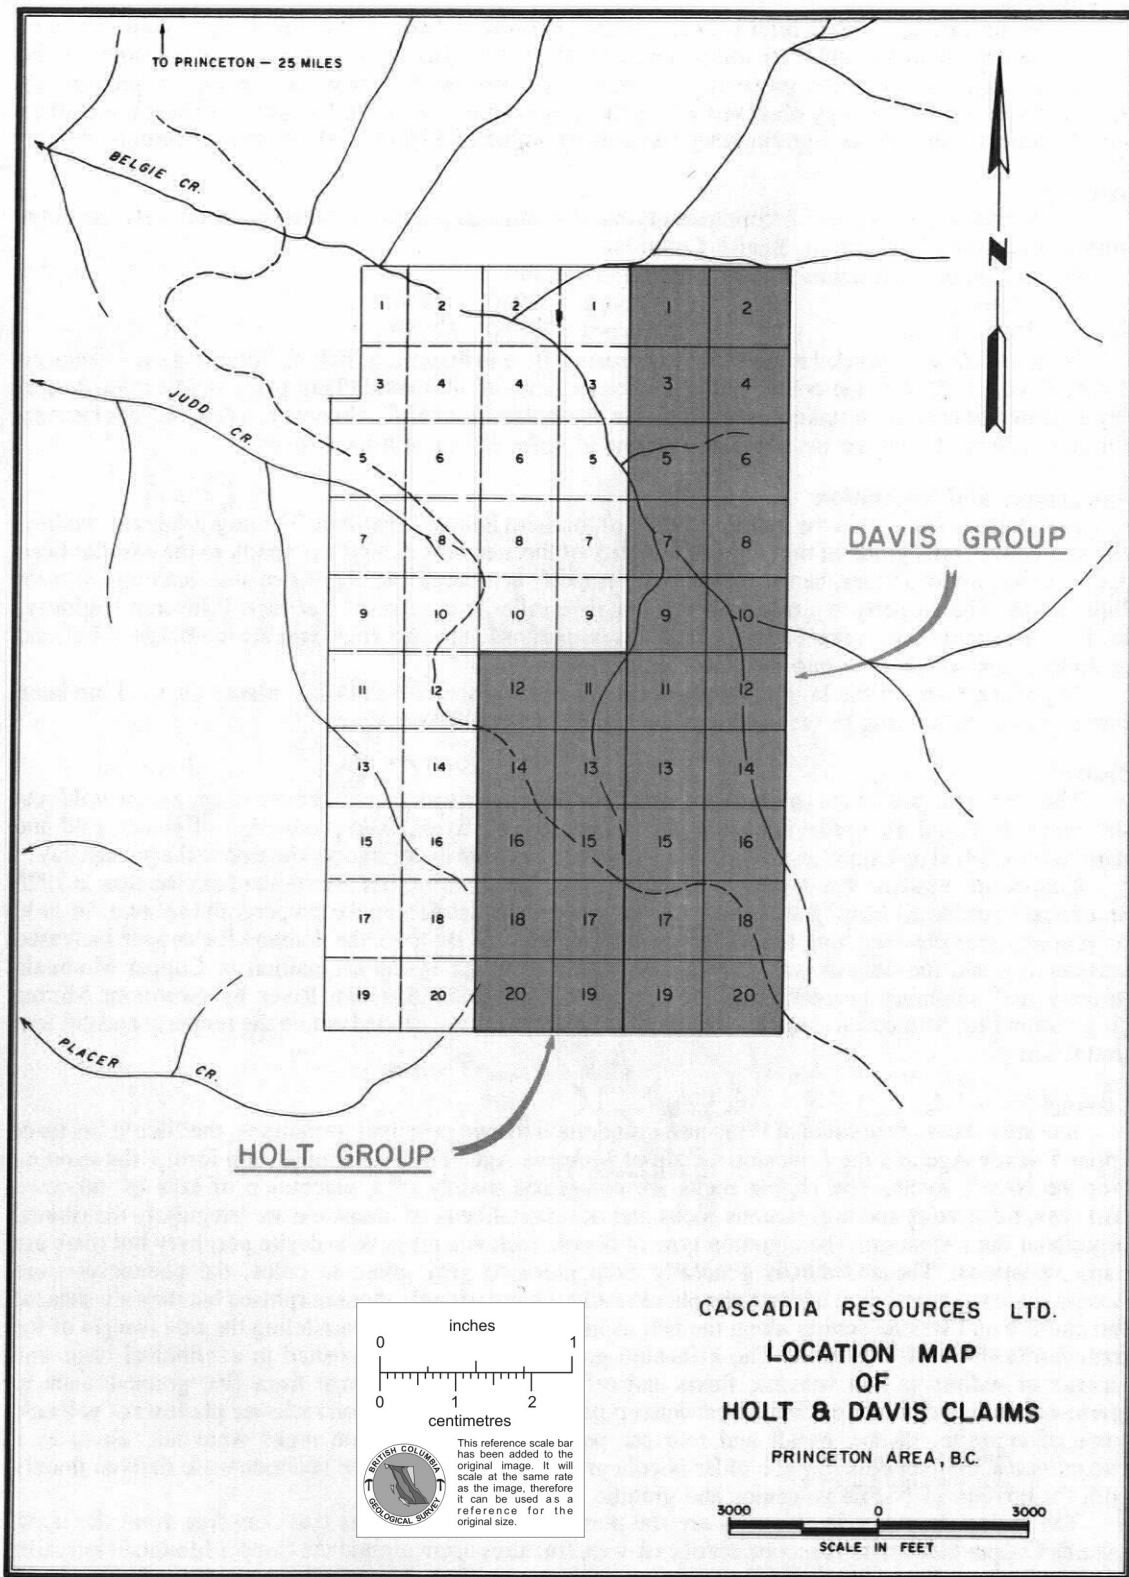 TO PRINCETON — 25 MILES
BELGIE CR.
1 2 2 1 1 2
3 4 4 3 3 4
JUDD CR.
5 6 6 5 5 6
7 8 8 7 7 8
DAVIS GROUP
9 10 10 9 9 10
11 12 12 11 11 12
13 14 14 13 13 14
15 16 16 15 15 16
17 18 18 17 17 18
19 20 20 19 19 20
N
PLACER CR.
HOLT GROUP
inches
0 1
0 1 2
centimetres
BRITISH COLUMBIA
GEOLOGICAL SURVEY
This reference scale bar
has been added to the
original image. It will
scale at the same rate
as the image, therefore
it can be used as a
reference for the
original size.
CASCADIA RESOURCES LTD.
LOCATION MAP
OF
HOLT & DAVIS CLAIMS
PRINCETON AREA, B.C.
3000 0 3000
SCALE IN FEET